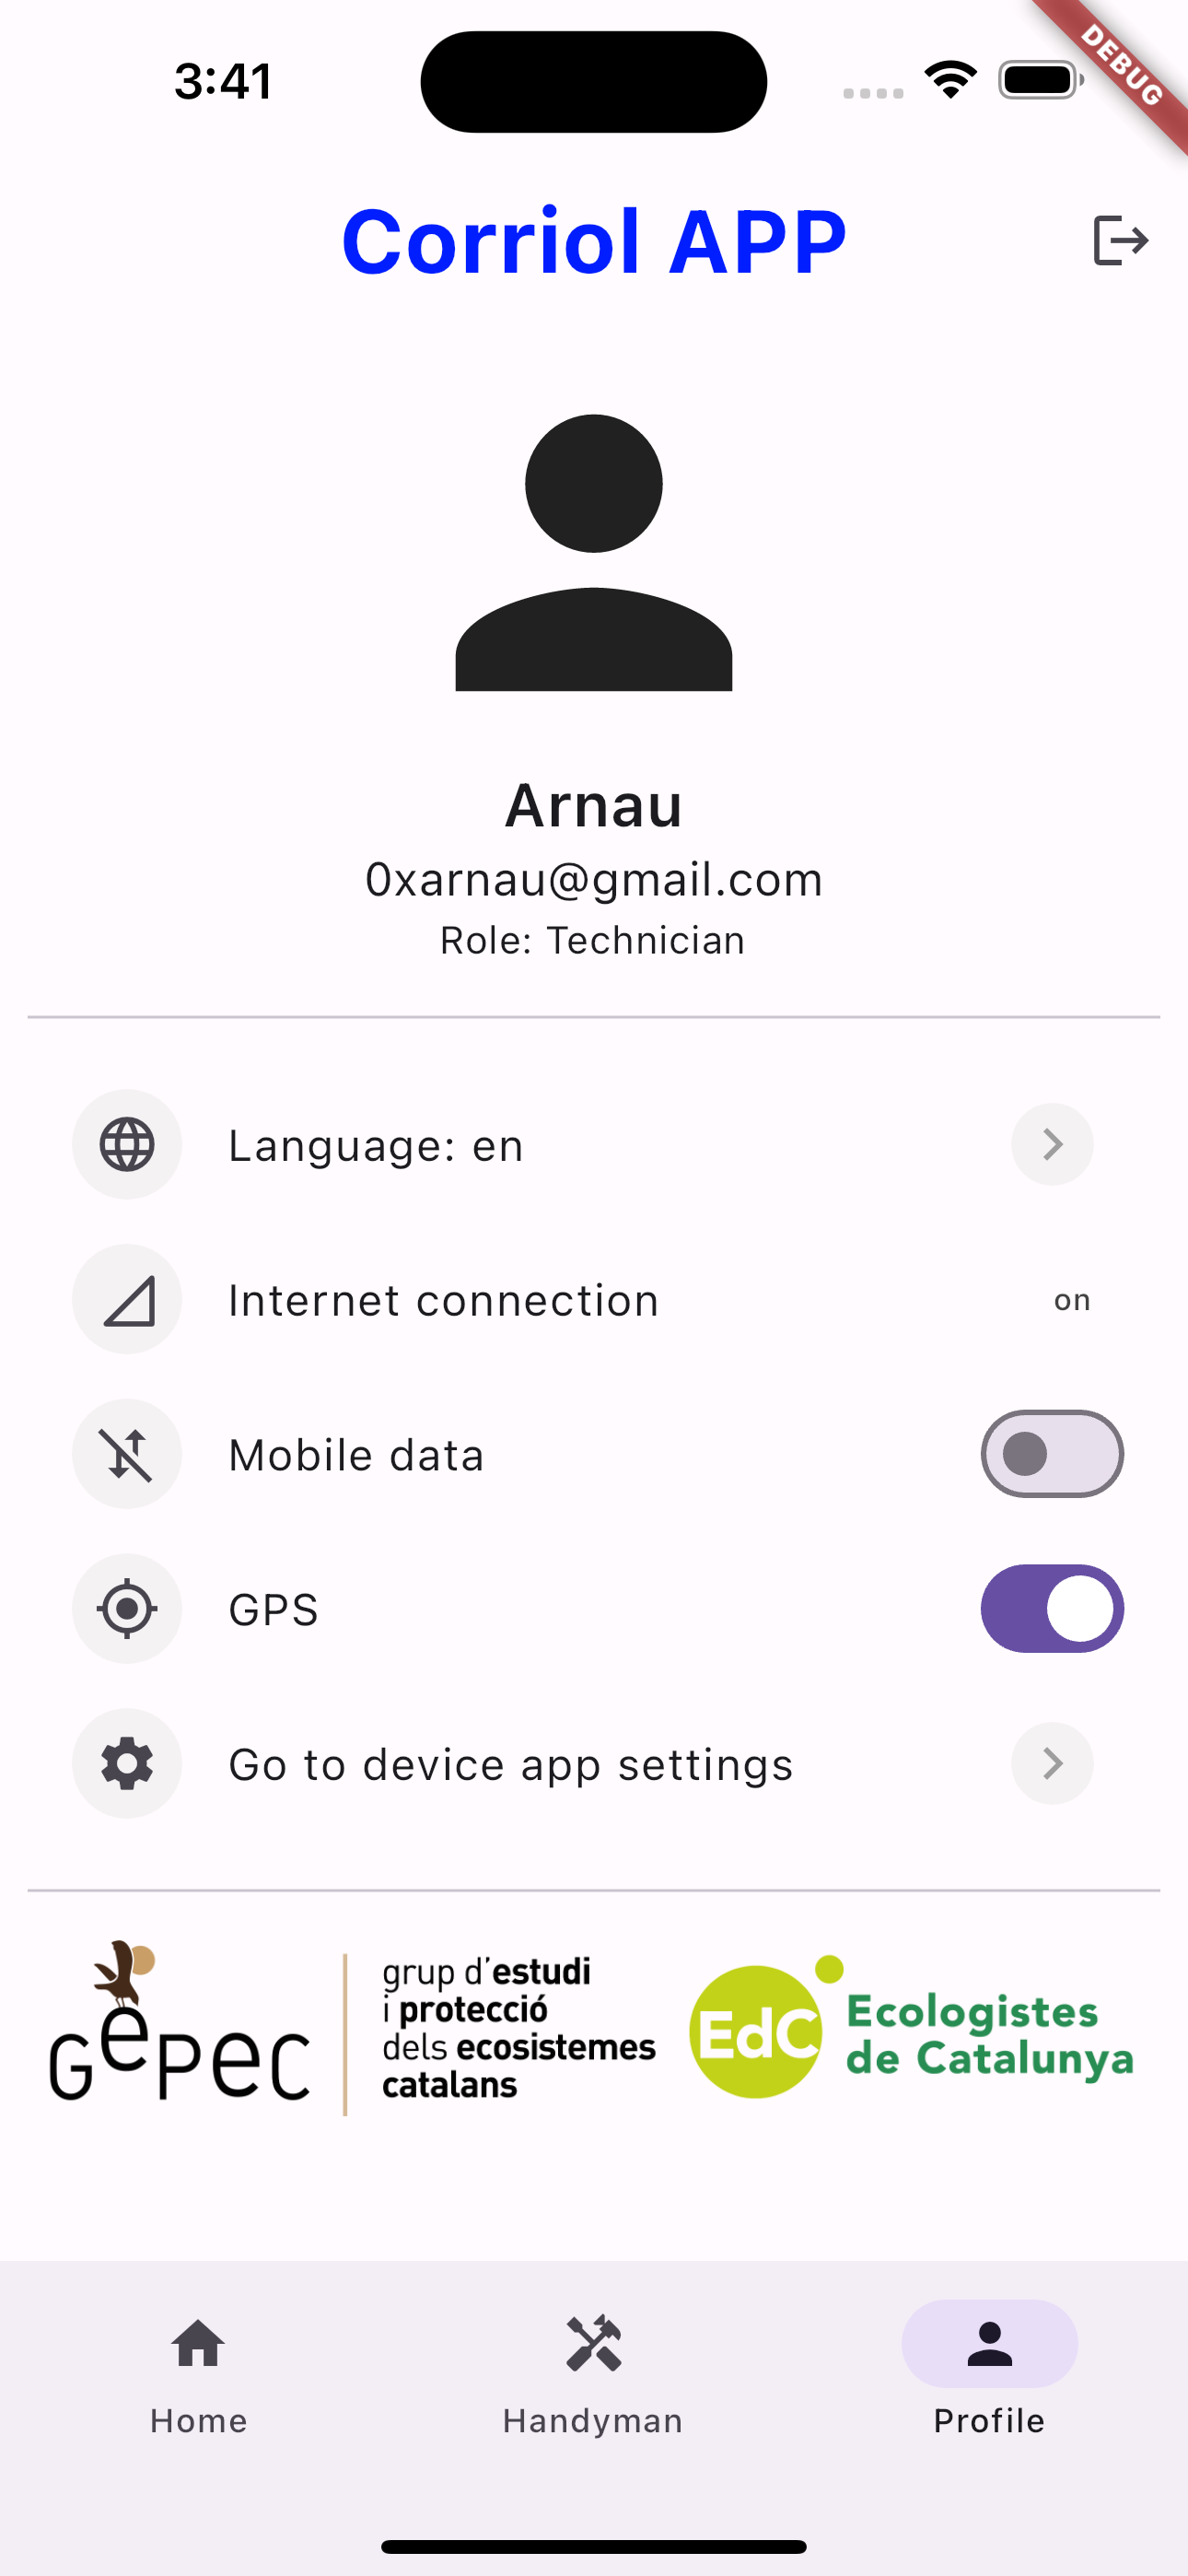 3:41
DEBUG
Corriol APP
Arnau
0xarnau@gmail.com
Role: Technician
Language: en
Internet connection
on
Mobile data
GPS
Go to device app settings
GePeC
grup d'estudi
i protecció
dels ecosistemes
catalans
EdC
Ecologistes
de Catalunya
Home
Handyman
Profile